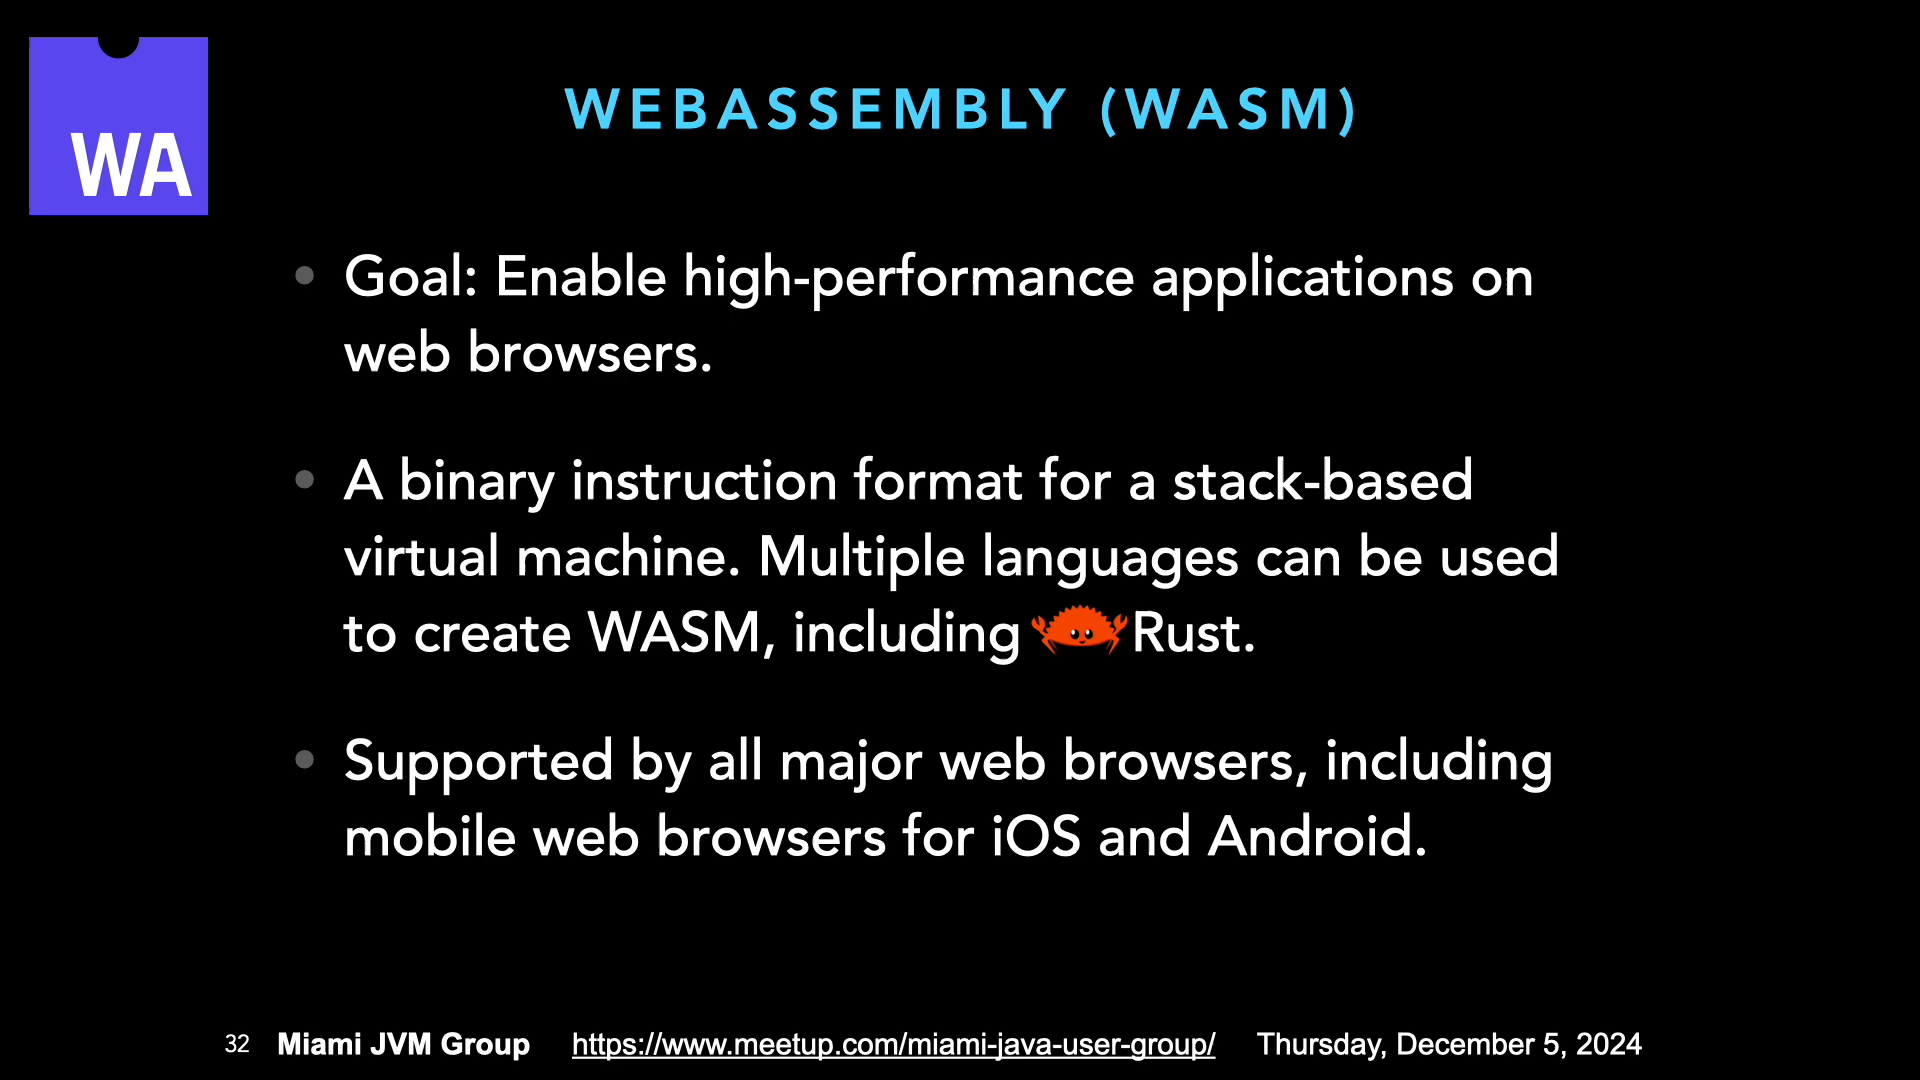 WA
WEBASSEMBLY (WASM)
• Goal: Enable high-performance applications on
web browsers.
• A binary instruction format for a stack-based
virtual machine. Multiple languages can be used
to create WASM, including Rust.
• Supported by all major web browsers, including
mobile web browsers for iOS and Android.
32 Miami JVM Group https://www.meetup.com/miami-java-user-group/ Thursday, December 5, 2024